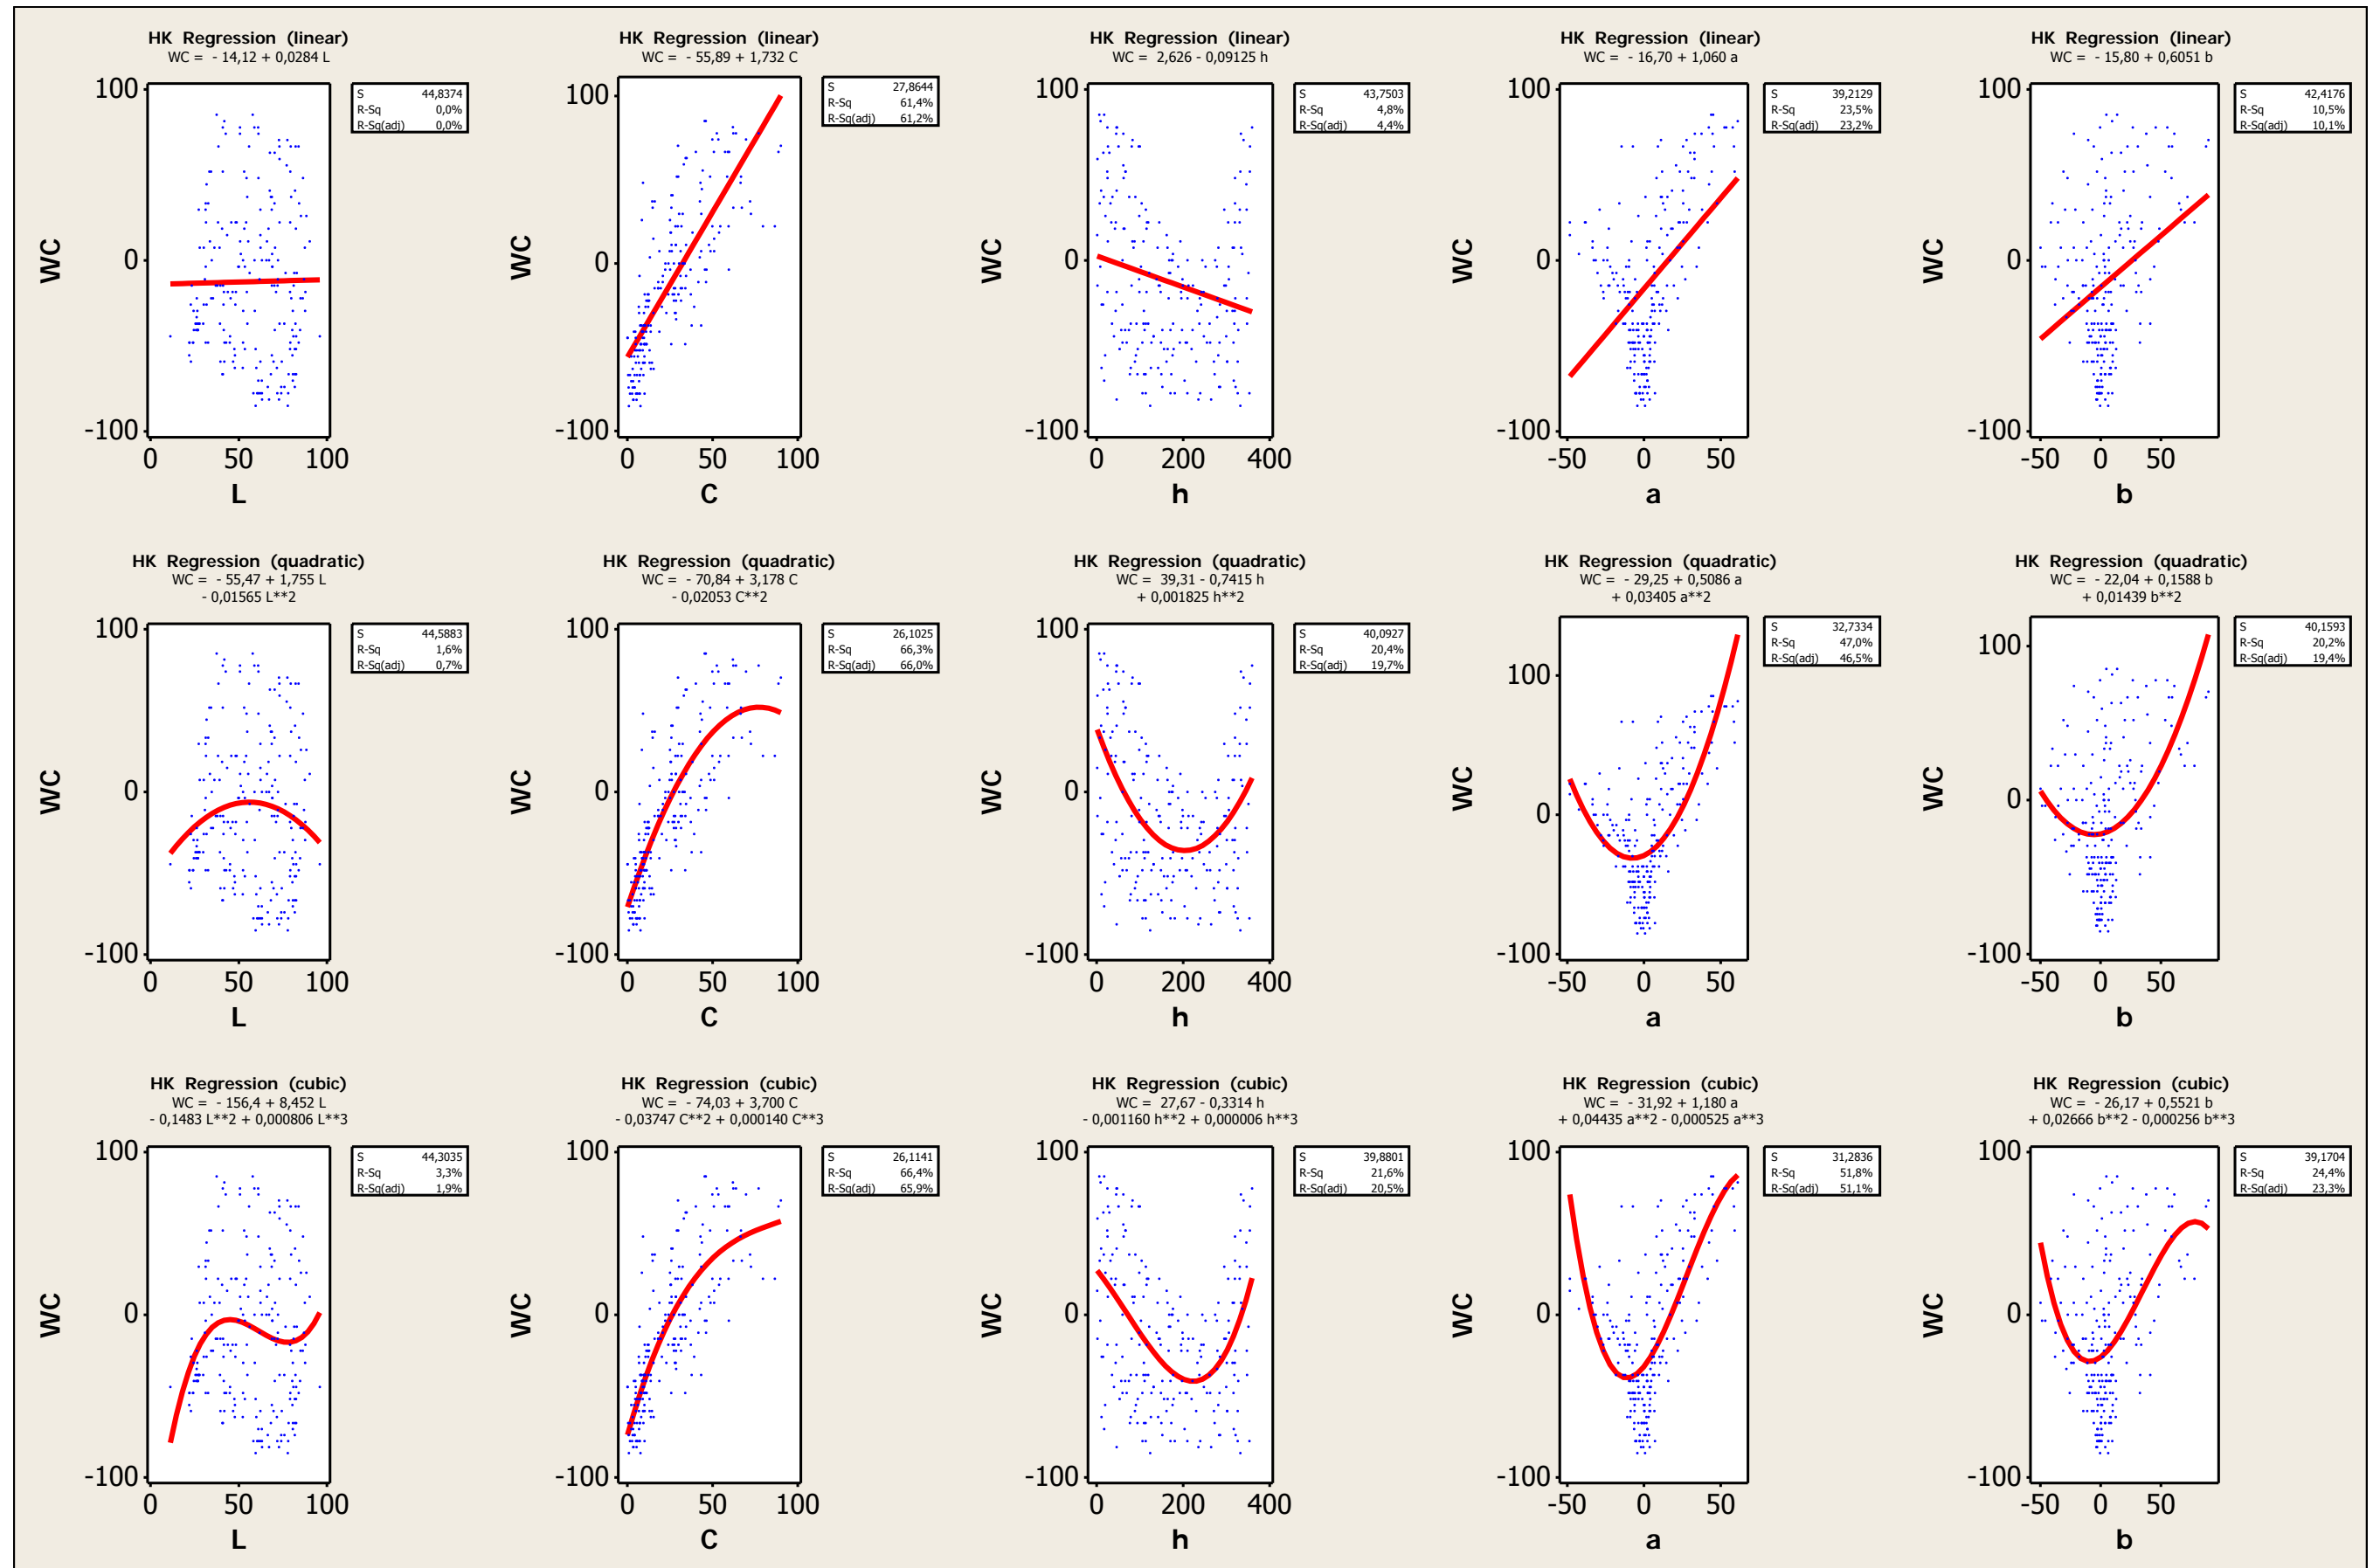 HK Regression (linear)
WC = - 14,12 + 0,0284 L
S 44,8374
R-Sq 0,0%
R-Sq(adj) 0,0%
100
0
-100
WC
0 50 100
L
HK Regression (linear)
WC = - 55,89 + 1,732 C
S 27,8644
R-Sq 61,4%
R-Sq(adj) 61,2%
100
0
-100
WC
0 50 100
C
HK Regression (linear)
WC = 2,626 - 0,09125 h
S 43,7503
R-Sq 4,8%
R-Sq(adj) 4,4%
100
0
-100
WC
0 200 400
h
HK Regression (linear)
WC = - 16,70 + 1,060 a
S 39,2129
R-Sq 23,5%
R-Sq(adj) 23,2%
100
0
-100
WC
-50 0 50
a
HK Regression (linear)
WC = - 15,80 + 0,6051 b
S 42,4176
R-Sq 10,5%
R-Sq(adj) 10,1%
100
0
-100
WC
-50 0 50
b
HK Regression (quadratic)
WC = - 55,47 + 1,755 L
- 0,01565 L**2
S 44,5883
R-Sq 1,6%
R-Sq(adj) 0,7%
100
0
-100
WC
0 50 100
L
HK Regression (quadratic)
WC = - 70,84 + 3,178 C
- 0,02053 C**2
S 26,1025
R-Sq 66,3%
R-Sq(adj) 66,0%
100
0
-100
WC
0 50 100
C
HK Regression (quadratic)
WC = 39,31 - 0,7415 h
+ 0,001825 h**2
S 40,0927
R-Sq 20,4%
R-Sq(adj) 19,7%
100
0
-100
WC
0 200 400
h
HK Regression (quadratic)
WC = - 29,25 + 0,5086 a
+ 0,03405 a**2
S 32,7334
R-Sq 47,0%
R-Sq(adj) 46,5%
100
0
-100
WC
-50 0 50
a
HK Regression (quadratic)
WC = - 22,04 + 0,1588 b
+ 0,01439 b**2
S 40,1593
R-Sq 20,2%
R-Sq(adj) 19,4%
100
0
-100
WC
-50 0 50
b
HK Regression (cubic)
WC = - 156,4 + 8,452 L
- 0,1483 L**2 + 0,000806 L**3
S 44,3035
R-Sq 3,3%
R-Sq(adj) 1,9%
100
0
-100
WC
0 50 100
L
HK Regression (cubic)
WC = - 74,03 + 3,700 C
- 0,03747 C**2 + 0,000140 C**3
S 26,1141
R-Sq 66,4%
R-Sq(adj) 65,9%
100
0
-100
WC
0 50 100
C
HK Regression (cubic)
WC = 27,67 - 0,3314 h
- 0,001160 h**2 + 0,000006 h**3
S 39,8801
R-Sq 21,6%
R-Sq(adj) 20,5%
100
0
-100
WC
0 200 400
h
HK Regression (cubic)
WC = - 31,92 + 1,180 a
+ 0,04435 a**2 - 0,000525 a**3
S 31,2836
R-Sq 51,8%
R-Sq(adj) 51,1%
100
0
-100
WC
-50 0 50
a
HK Regression (cubic)
WC = - 26,17 + 0,5521 b
+ 0,02666 b**2 - 0,000256 b**3
S 39,1704
R-Sq 24,4%
R-Sq(adj) 23,3%
100
0
-100
WC
-50 0 50
b